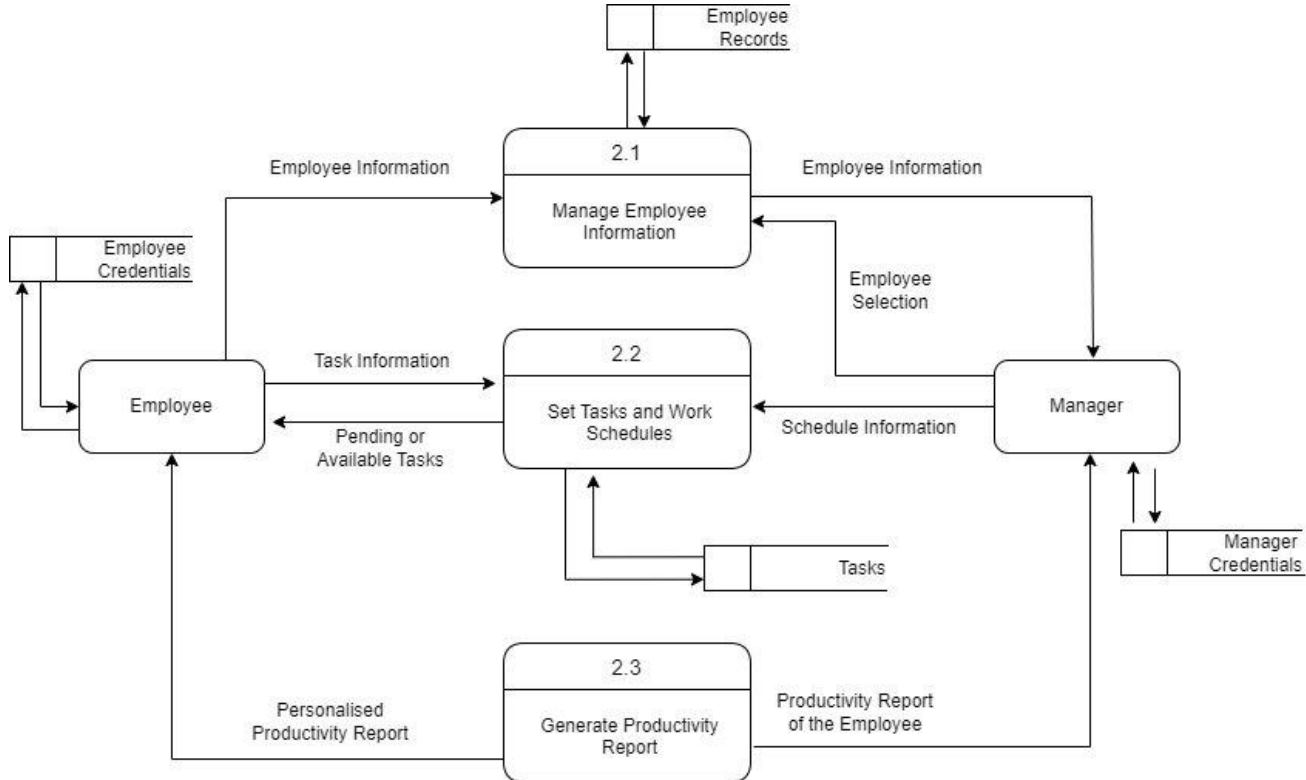 Employee
Records
2.1
Employee Information
Employee Information
Manage Employee
Information
Employee
Credentials
Employee
Selection
2.2
Task Information
Employee
Set Tasks and Work
Schedules
Manager
Schedule Information
Pending or
Available Tasks
Manager
Credentials
Tasks
2.3
Personalised
Productivity Report
Generate Productivity
Report
Productivity Report
of the Employee